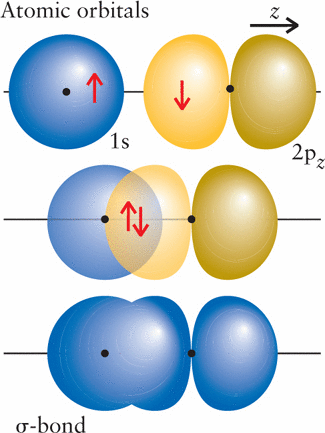 Atomic orbitals
z
1s
2pz
σ-bond